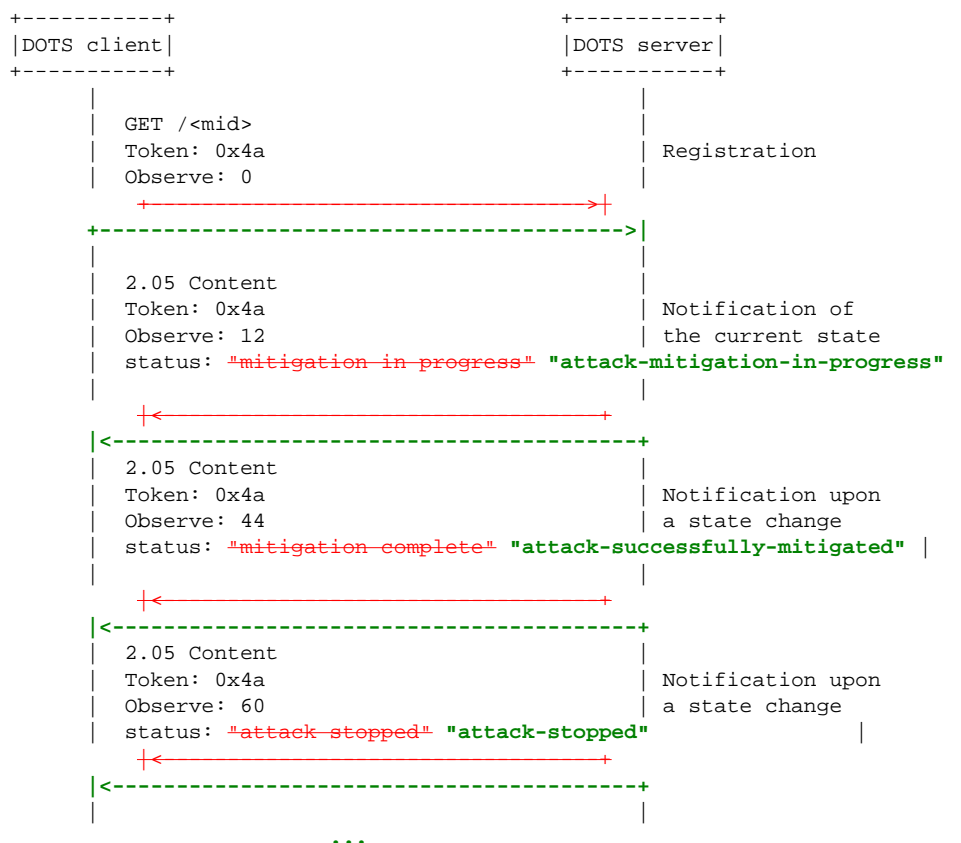 +-----------+                              +-----------+
|DOTS client|                              |DOTS server|
+-----------+                              +-----------+
      |                                          |
      |  GET /<mid>                              |
      |  Token: 0x4a                             | Registration
      |  Observe: 0                              |
          +----------------------------------->|
      +----------------------------------------->|
      |                                          |
      |  2.05 Content                            |
      |  Token: 0x4a                             | Notification of
      |  Observe: 12                             | the current state
      |  status: "mitigation in progress" "attack-mitigation-in-progress"
      |                                          |
          |<-----------------------------------+
      |<-----------------------------------------+
      |  2.05 Content                            |
      |  Token: 0x4a                             | Notification upon
      |  Observe: 44                             | a state change
      |  status: "mitigation complete" "attack-successfully-mitigated" |
      |                                          |
          |<-----------------------------------+
      |<-----------------------------------------+
      |  2.05 Content                            |
      |  Token: 0x4a                             | Notification upon
      |  Observe: 60                             | a state change
      |  status: "attack stopped" "attack-stopped"                |
          |<-----------------------------------+
      |<-----------------------------------------+
      |                                          |
                         ...